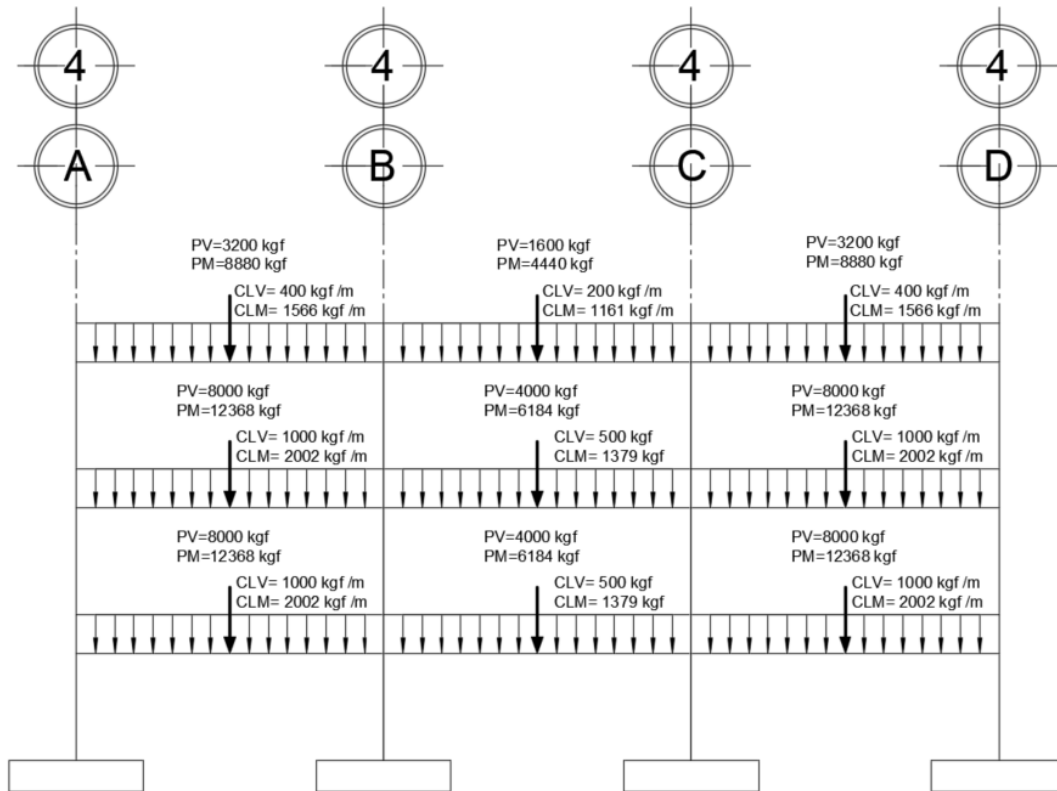 4 4 4 4
A B C D
PV=3200 kgf
PM=8880 kgf
CLV= 400 kgf /m
CLM= 1566 kgf /m
PV=1600 kgf
PM=4440 kgf
CLV= 200 kgf /m
CLM= 1161 kgf /m
PV=3200 kgf
PM=8880 kgf
CLV= 400 kgf /m
CLM= 1566 kgf /m
PV=8000 kgf
PM=12368 kgf
CLV= 1000 kgf /m
CLM= 2002 kgf /m
PV=4000 kgf
PM=6184 kgf
CLV= 500 kgf
CLM= 1379 kgf
PV=8000 kgf
PM=12368 kgf
CLV= 1000 kgf /m
CLM= 2002 kgf /m
PV=8000 kgf
PM=12368 kgf
CLV= 1000 kgf /m
CLM= 2002 kgf /m
PV=4000 kgf
PM=6184 kgf
CLV= 500 kgf
CLM= 1379 kgf
PV=8000 kgf
PM=12368 kgf
CLV= 1000 kgf /m
CLM= 2002 kgf /m